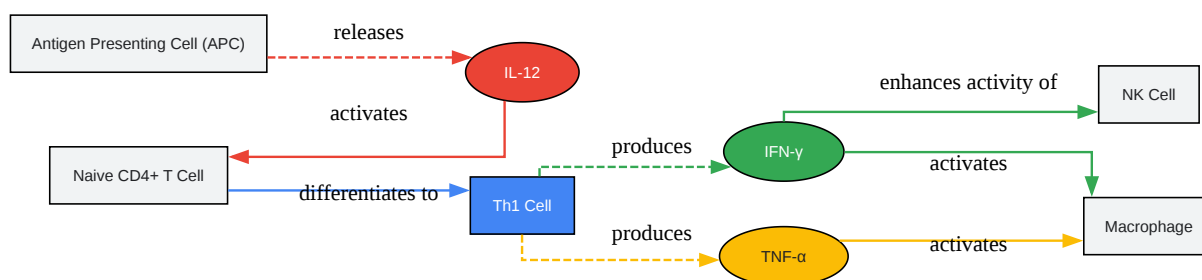 Antigen Presenting Cell (APC)
releases
IL-12
enhances activity of
NK Cell
activates
produces
IFN-γ
activates
Naive CD4+ T Cell
differentiates to
Th1 Cell
produces
TNF-α
activates
Macrophage